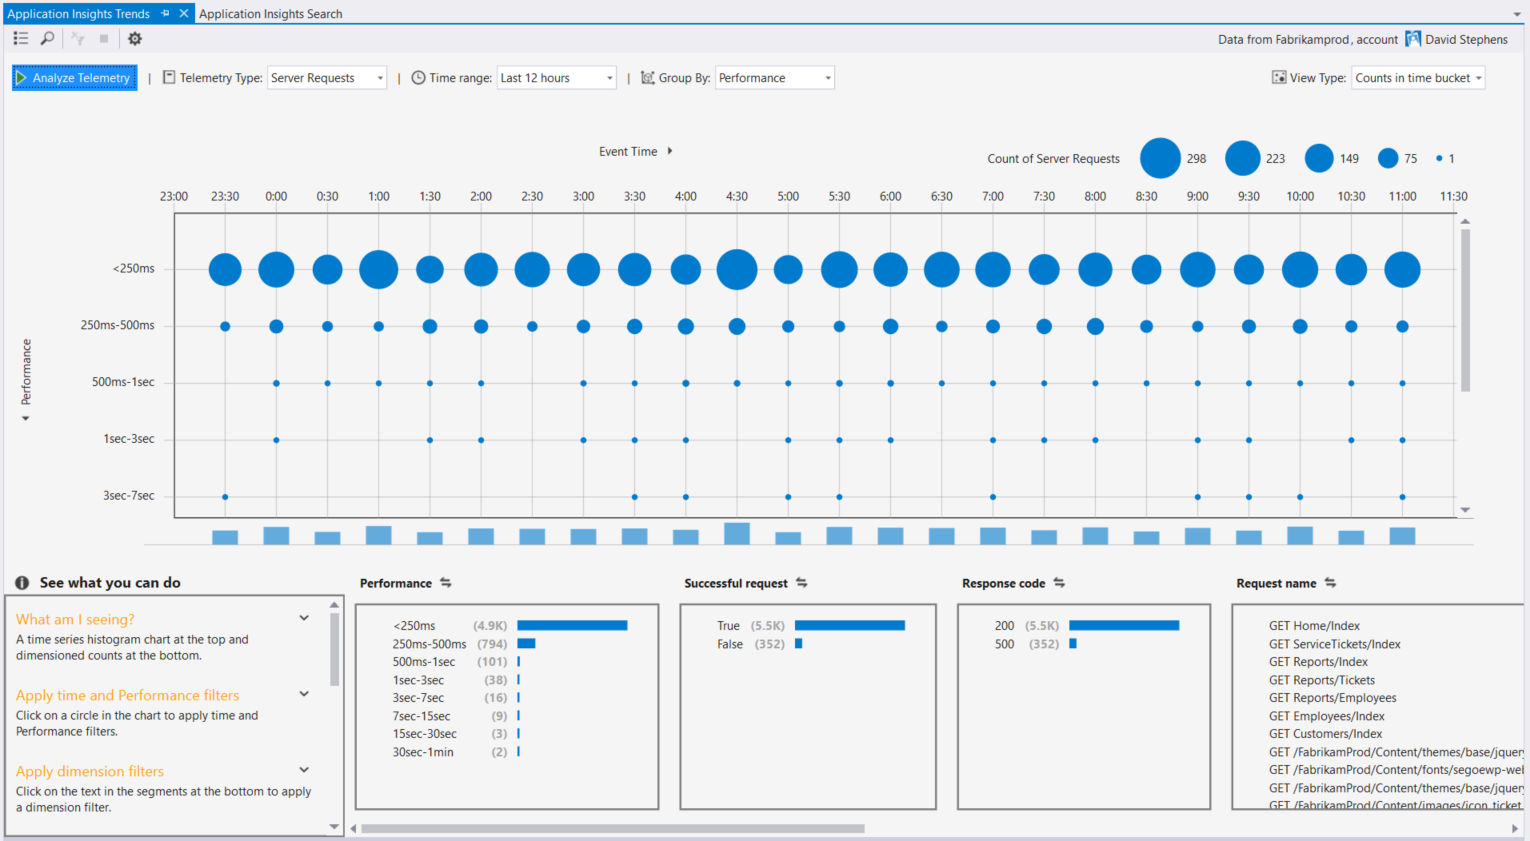 Application Insights Trends
Application Insights Search
Data from Fabrikamprod, account David Stephens
Analyze Telemetry | Telemetry Type: Server Requests | Time range: Last 12 hours | Group By: Performance View Type: Counts in time bucket
Event Time
Count of Server Requests 298 223 149 75 1
23:00 23:30 0:00 0:30 1:00 1:30 2:00 2:30 3:00 3:30 4:00 4:30 5:00 5:30 6:00 6:30 7:00 7:30 8:00 8:30 9:00 9:30 10:00 10:30 11:00 11:30
Performance
<250ms
250ms-500ms
500ms-1sec
1sec-3sec
3sec-7sec
See what you can do
What am I seeing?
A time series histogram chart at the top and
dimensioned counts at the bottom.
Apply time and Performance filters
Click on a circle in the chart to apply time and
Performance filters.
Apply dimension filters
Click on the text in the segments at the bottom to apply
a dimension filter.
Performance
<250ms (4.9K)
250ms-500ms (794)
500ms-1sec (101)
1sec-3sec (38)
3sec-7sec (16)
7sec-15sec (9)
15sec-30sec (3)
30sec-1min (2)
Successful request
True (5.5K)
False (352)
Response code
200 (5.5K)
500 (352)
Request name
GET Home/Index
GET ServiceTickets/Index
GET Reports/Index
GET Reports/Tickets
GET Reports/Employees
GET Employees/Index
GET Customers/Index
GET /FabrikamProd/Content/themes/base/jquery
GET /FabrikamProd/Content/fonts/segoewp-web
GET /FabrikamProd/Content/themes/base/jquery
GET /FabrikamProd/Content/images/icon_ticket